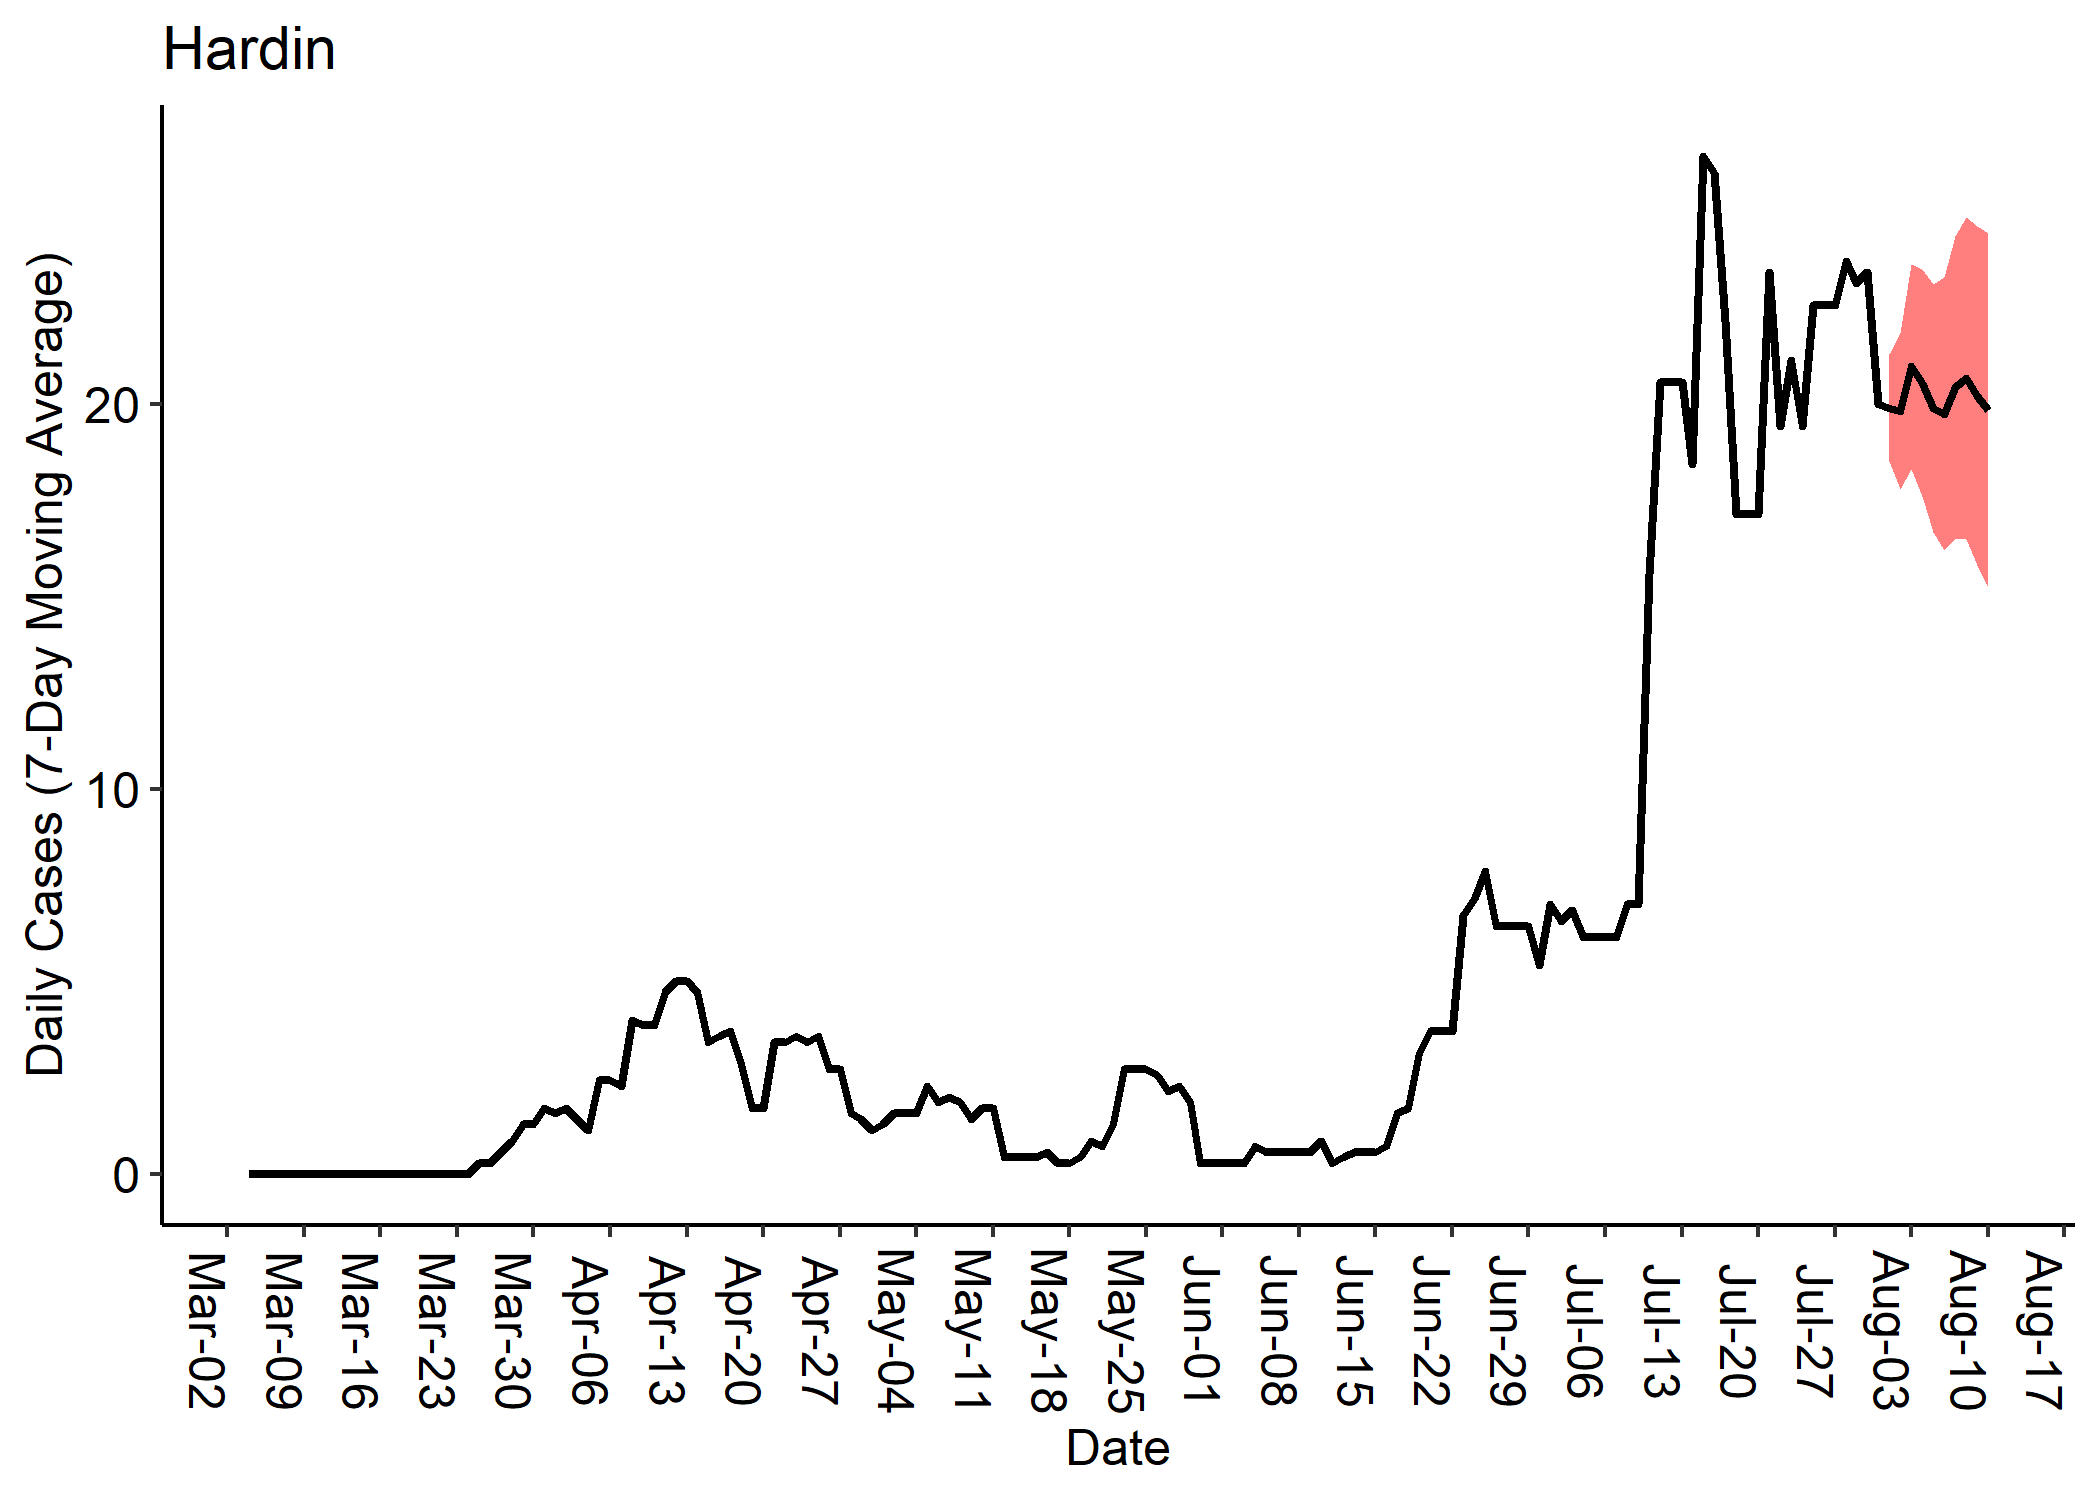 Hardin
Daily Cases (7-Day Moving Average)
20
10
0
Mar-02
Mar-09
Mar-16
Mar-23
Mar-30
Apr-06
Apr-13
Apr-20
Apr-27
May-04
May-11
May-18
May-25
Jun-01
Jun-08
Jun-15
Jun-22
Jun-29
Jul-06
Jul-13
Jul-20
Jul-27
Aug-03
Aug-10
Aug-17
Date